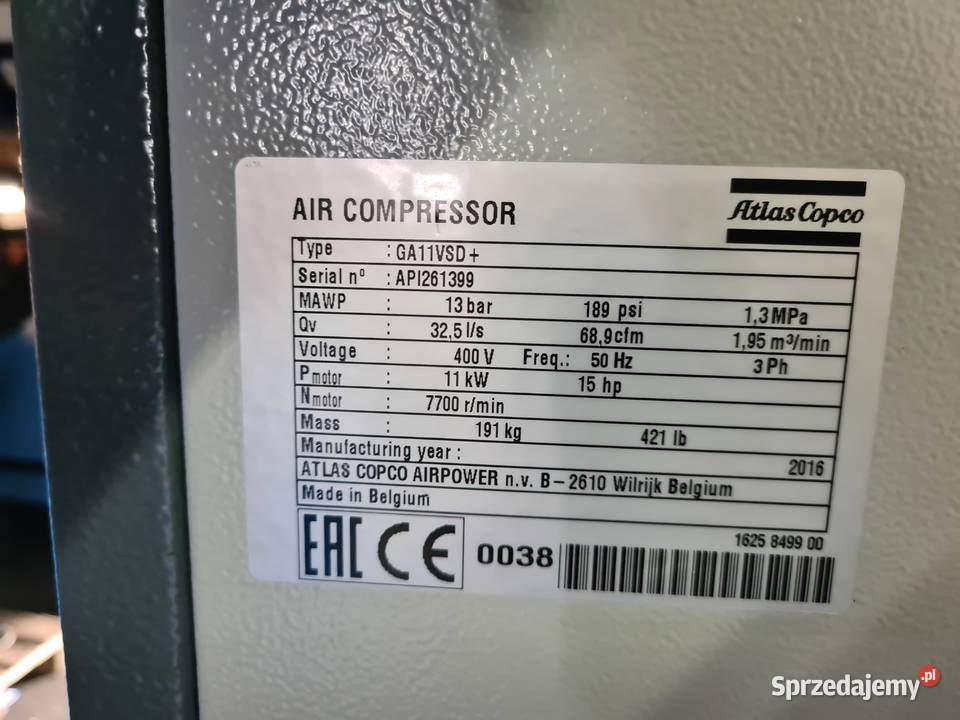 AIR COMPRESSOR
Atlas Copco
Type : GA11VSD+
Serial nº : API261399
MAWP : 13 bar 189 psi 1,3 MPa
Qv : 32,5 l/s 68,9cfm 1,95 m³/min
Voltage : 400 V Freq.: 50 Hz 3 Ph
Pmotor : 11 kW 15 hp
Nmotor : 7700 r/min
Mass : 191 kg 421 lb
Manufacturing year : 2016
ATLAS COPCO AIRPOWER n.v. B-2610 Wilrijk Belgium
Made in Belgium
EAC CE 0038
1625 8499 00
Sprzedajemy.pl